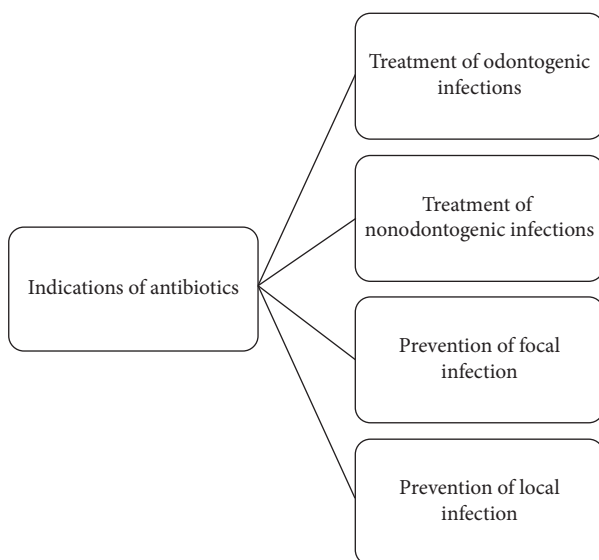 Treatment of odontogenic
infections
Treatment of
nonodontogenic infections
Indications of antibiotics
Prevention of focal
infection
Prevention of local
infection